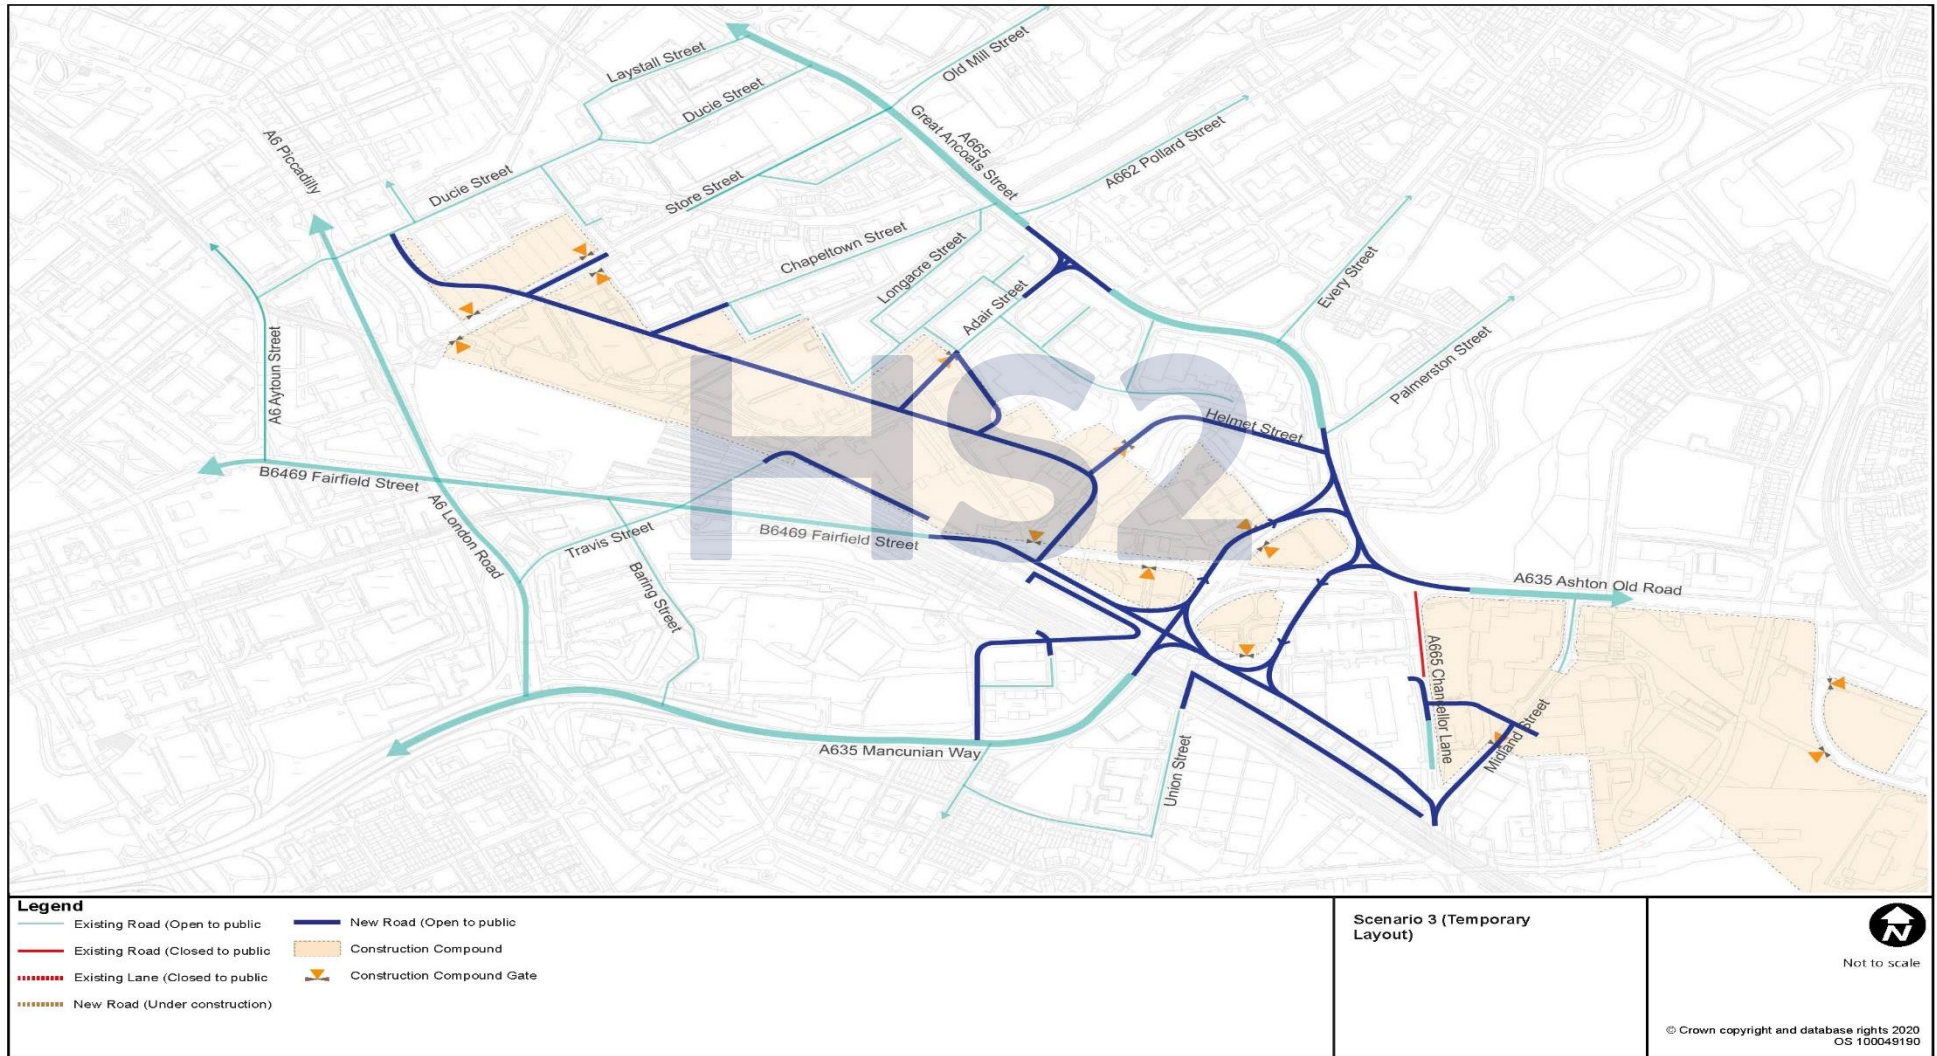 Laystall Street
Old Mill Street
Ducie Street
A6 Piccadilly
A665
Great Ancoats Street
A662 Pollard Street
Ducie Street
Store Street
Chapeltown Street
Longacre Street
Every Street
Adair Street
A6 Aytoun Street
Palmerston Street
HS2
Helmet Street
B6469 Fairfield Street
A6 London Road
Travis Street
B6469 Fairfield Street
Baring Street
A635 Ashton Old Road
A665 Chancellor Lane
Midland Street
A635 Mancunian Way
Union Street
Legend
Existing Road (Open to public
Existing Road (Closed to public
Existing Lane (Closed to public
New Road (Under construction)
New Road (Open to public
Construction Compound
Construction Compound Gate
Scenario 3 (Temporary
Layout)
N
Not to scale
© Crown copyright and database rights 2020
OS 100049190